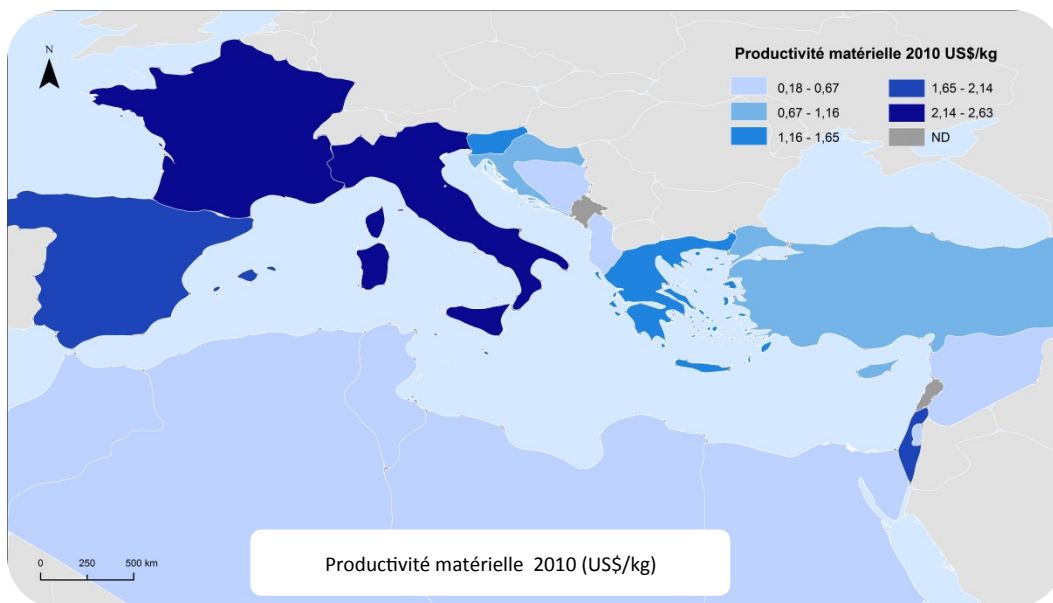 N
Productivité matérielle 2010 US$/kg
0,18 - 0,67
0,67 - 1,16
1,16 - 1,65
1,65 - 2,14
2,14 - 2,63
ND
0 250 500 km
Productivité matérielle 2010 (US$/kg)